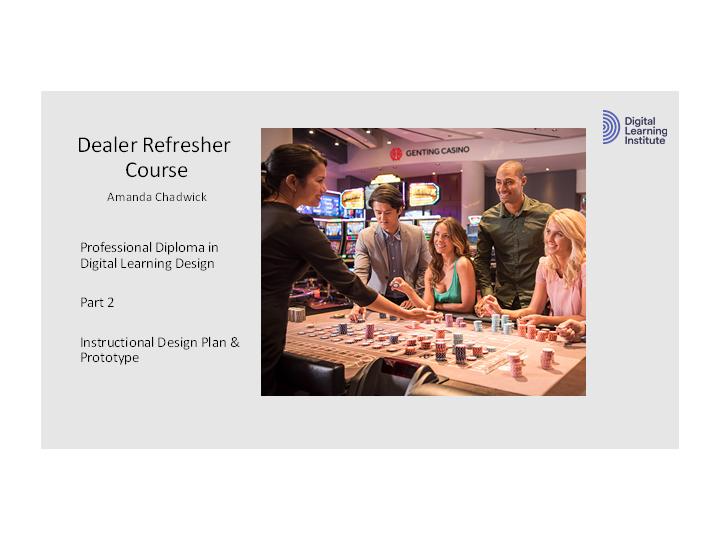 Dealer Refresher
Course
Amanda Chadwick
Professional Diploma in
Digital Learning Design
Part 2
Instructional Design Plan &
Prototype
GENTING CASINO
Digital
Learning
Institute